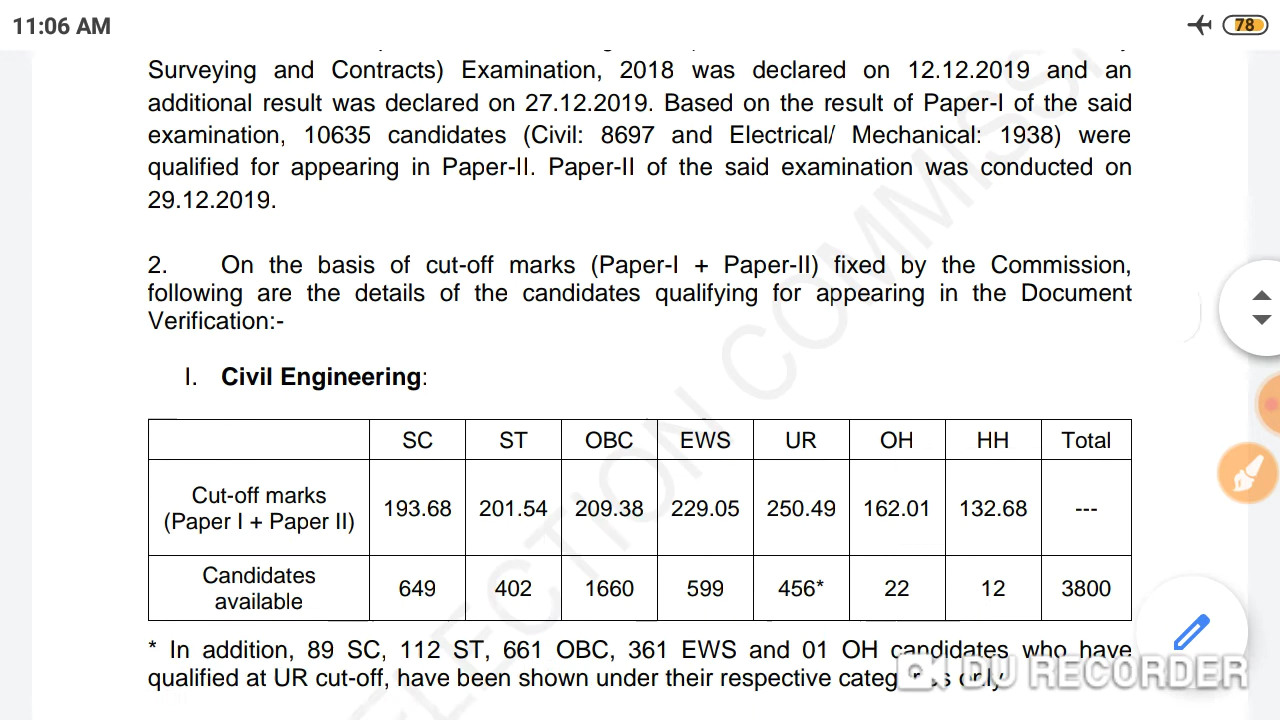 11:06 AM
78
Surveying and Contracts) Examination, 2018 was declared on 12.12.2019 and an
additional result was declared on 27.12.2019. Based on the result of Paper-I of the said
examination, 10635 candidates (Civil: 8697 and Electrical/ Mechanical: 1938) were
qualified for appearing in Paper-II. Paper-II of the said examination was conducted on
29.12.2019.
2. On the basis of cut-off marks (Paper-I + Paper-II) fixed by the Commission,
following are the details of the candidates qualifying for appearing in the Document
Verification:-
I. Civil Engineering:
SC ST OBC EWS UR OH HH Total
Cut-off marks
(Paper I + Paper II) 193.68 201.54 209.38 229.05 250.49 162.01 132.68 ---
Candidates
available 649 402 1660 599 456* 22 12 3800
* In addition, 89 SC, 112 ST, 661 OBC, 361 EWS and 01 OH candidates who have
qualified at UR cut-off, have been shown under their respective only
DU RECORDER
ELECTION COMMISS